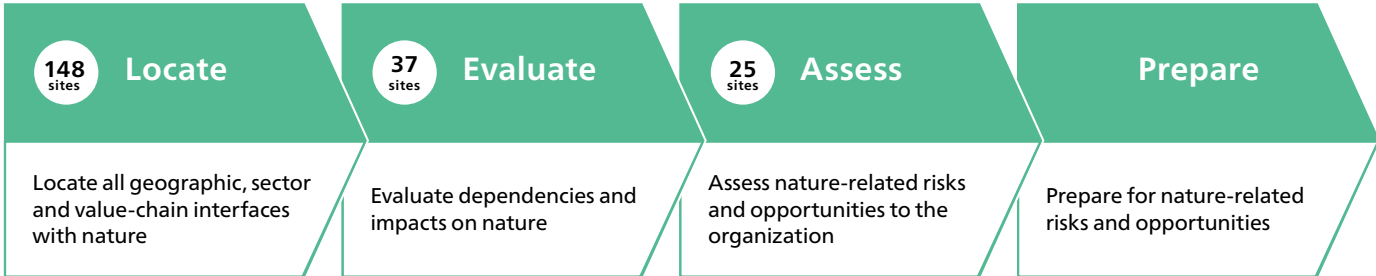 148
sites
Locate
Locate all geographic, sector
and value-chain interfaces
with nature
37
sites
Evaluate
Evaluate dependencies and
impacts on nature
25
sites
Assess
Assess nature-related risks
and opportunities to the
organization
Prepare
Prepare for nature-related
risks and opportunities